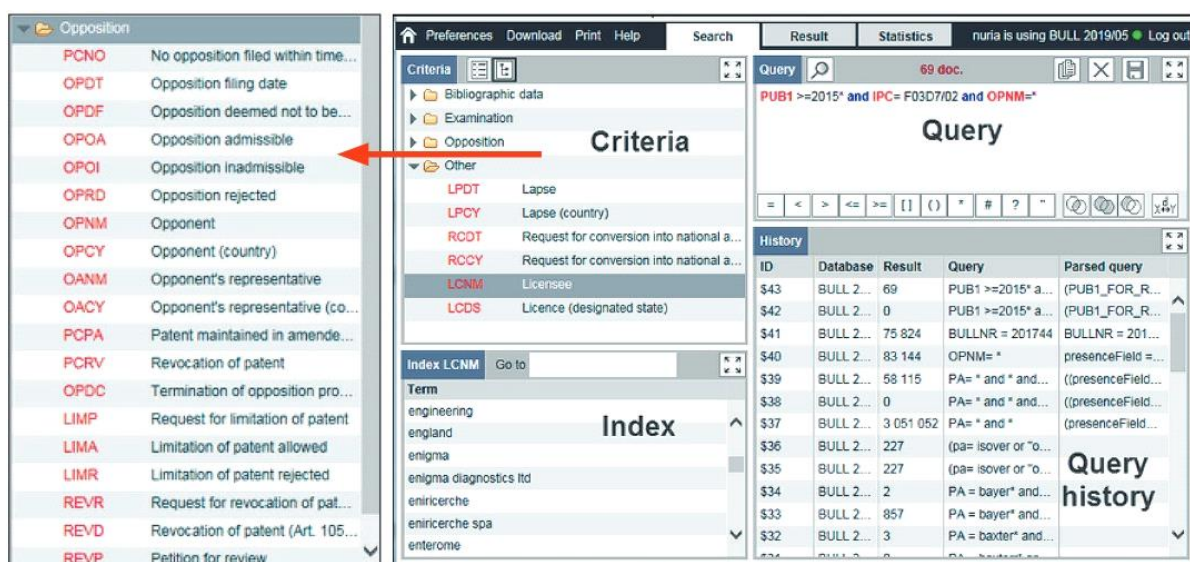 Opposition
PCNO No opposition filed within time...
OPDT Opposition filing date
OPDF Opposition deemed not to be...
OPOA Opposition admissible
OPOI Opposition inadmissible
OPRD Opposition rejected
OPNM Opponent
OPCY Opponent (country)
OANM Opponent's representative
OACY Opponent's representative (co...
PCPA Patent maintained in amende...
PCRV Revocation of patent
OPDC Termination of opposition pro...
LIMP Request for limitation of patent
LIMA Limitation of patent allowed
LIMR Limitation of patent rejected
REVR Request for revocation of pat...
REVD Revocation of patent (Art. 105...
REVP Petition for review
Preferences Download Print Help Search Result Statistics nuria is using BULL 2019/05 Log out
Criteria
Bibliographic data
Examination
Opposition
Other
LPDT Lapse
LPCY Lapse (country)
RCDT Request for conversion into national a...
RCCY Request for conversion into national a...
LCNM Licensee
LCDS Licence (designated state)
Criteria
Index LCNM Go to
Term
engineering
england
enigma
enigma diagnostics ltd
eniricerche
eniricerche spa
enterome
Index
Query 69 doc.
PUB1 >=2015* and IPC= F03D7/02 and OPNM=*
Query
= < > <= >= [ ] ( ) * # ? "
History
ID Database Result Query Parsed query
$43 BULL 2... 69 PUB1 >=2015* a... (PUB1_FOR_R...
$42 BULL 2... 0 PUB1 >=2015* a... (PUB1_FOR_R...
$41 BULL 2... 75 824 BULLNR = 201744 BULLNR = 201...
$40 BULL 2... 83 144 OPNM= * presenceField =...
$39 BULL 2... 58 115 PA= * and * and... ((presenceField...
$38 BULL 2... 0 PA= * and * and... ((presenceField...
$37 BULL 2... 3 051 052 PA= * and * (presenceField...
$36 BULL 2... 227 (pa= isover or "o...
$35 BULL 2... 227 (pa= isover or "o...
$34 BULL 2... 2 PA = bayer* and...
$33 BULL 2... 857 PA = bayer* and...
$32 BULL 2... 3 PA = baxter* and...
Query
history